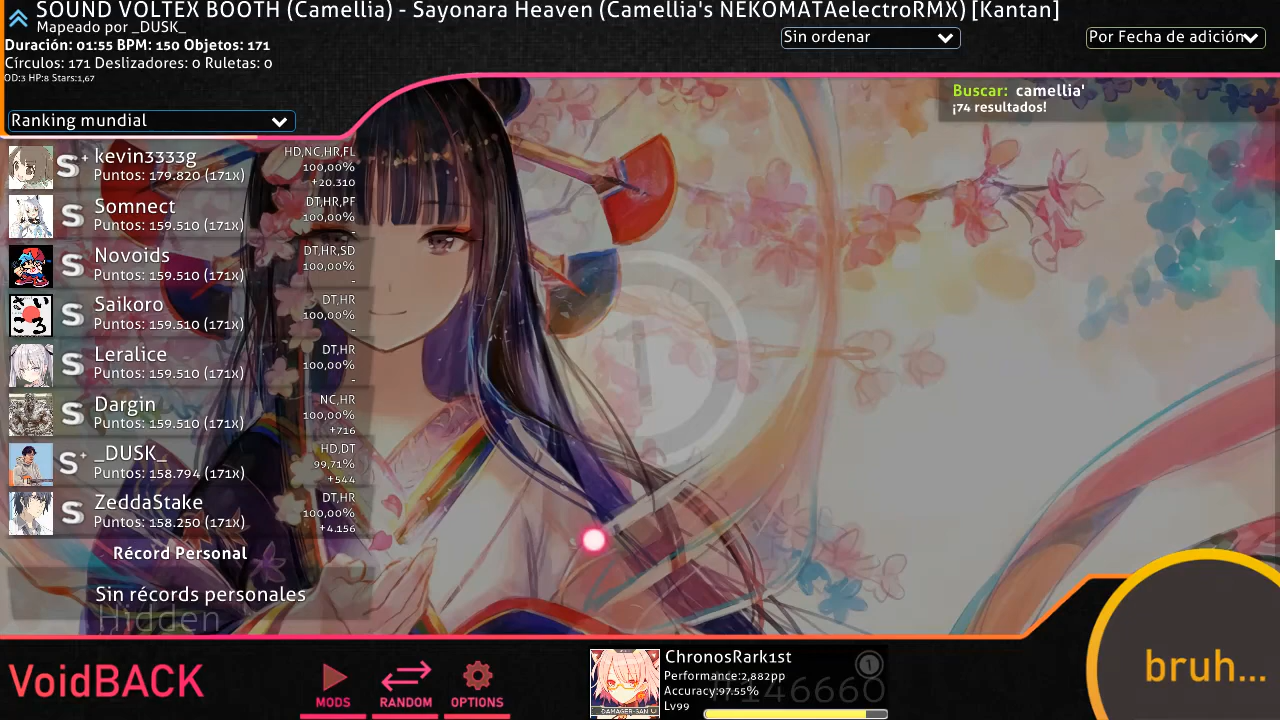 SOUND VOLTEX BOOTH (Camellia) - Sayonara Heaven (Camellia's NEKOMATAelectroRMX) [Kantan]
Mapeado por _DUSK_
Duración: 01:55 BPM: 150 Objetos: 171
Círculos: 171 Deslizadores: 0 Ruletas: 0
OD:3 HP:8 Stars:1,67
Sin ordenar
Por Fecha de adición
Buscar: camellia'
¡74 resultados!
Ranking mundial
S+ kevin3333g
Puntos: 179.820 (171x)
HD,NC,HR,FL
100,00%
+20.310
S Somnect
Puntos: 159.510 (171x)
DT,HR,PF
100,00%
-
S Novoids
Puntos: 159.510 (171x)
DT,HR,SD
100,00%
-
S Saikoro
Puntos: 159.510 (171x)
DT,HR
100,00%
-
S Leralice
Puntos: 159.510 (171x)
DT,HR
100,00%
-
S Dargin
Puntos: 159.510 (171x)
NC,HR
100,00%
+716
S+ _DUSK_
Puntos: 158.794 (171x)
HD,DT
99,71%
+544
S ZeddaStake
Puntos: 158.250 (171x)
DT,HR
100,00%
+4.156
Récord Personal
Sin récords personales
Hidden
1
VoidBACK
MODS
RANDOM
OPTIONS
DAMAGER-SAN
ChronosRark1st
Performance:2,882pp
Accuracy:97.55%
Lv99
1
#146660
bruh...